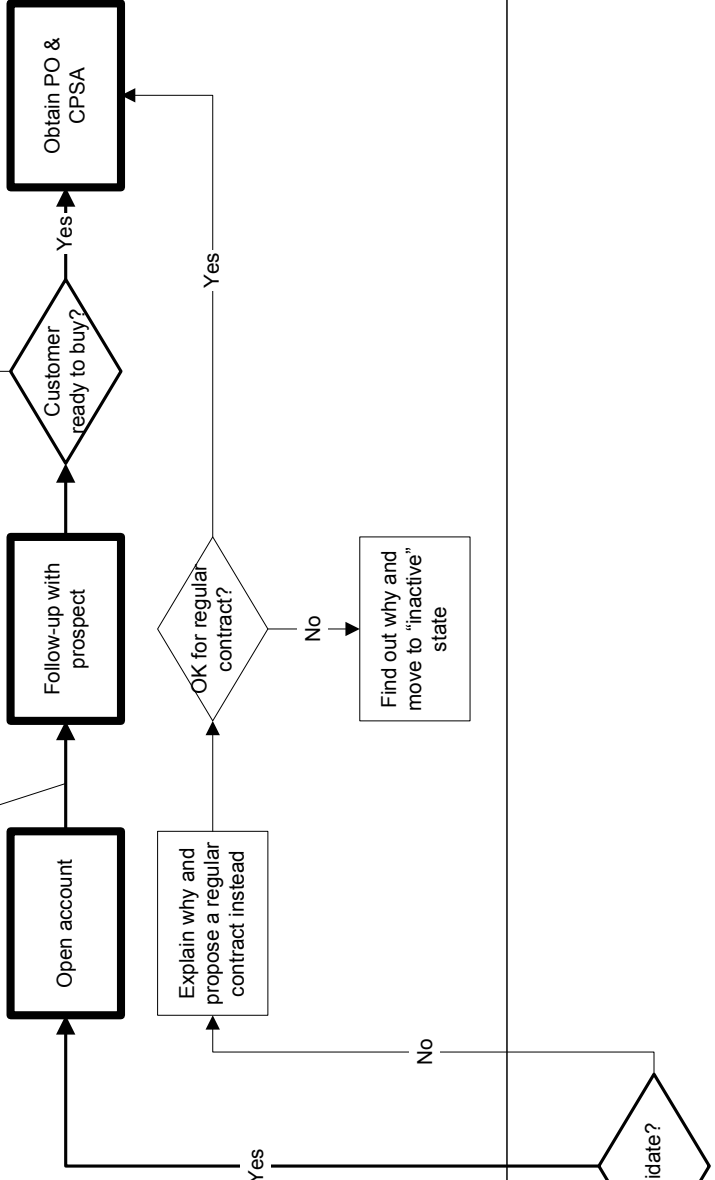 Obtain PO &
CPSA
Yes
Customer
ready to buy?
Follow-up with
prospect
Open account
Yes
OK for regular
contract?
No
Find out why and
move to “inactive”
state
Explain why and
propose a regular
contract instead
No
Yes
idate?